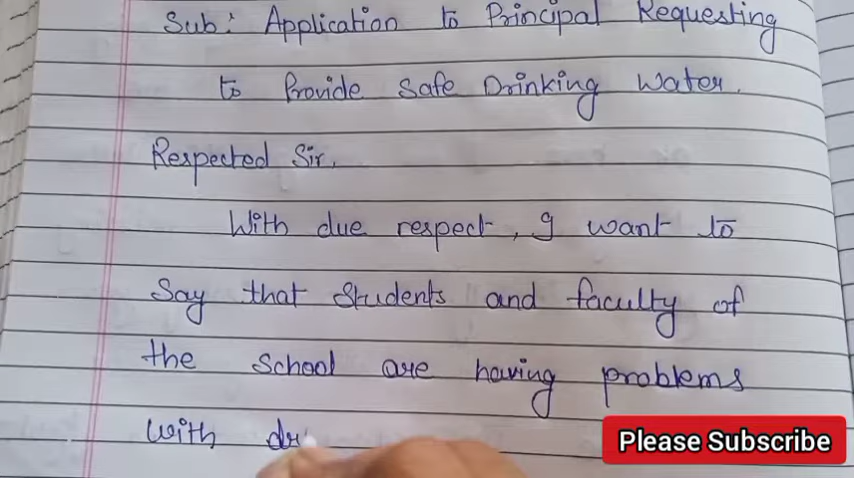 Sub: Application to Principal Requesting
to Provide Safe Drinking Water.
Respected Sir,
With due respect, I want to
Say that Students and faculty of
the School are having problems
With dr
Please Subscribe